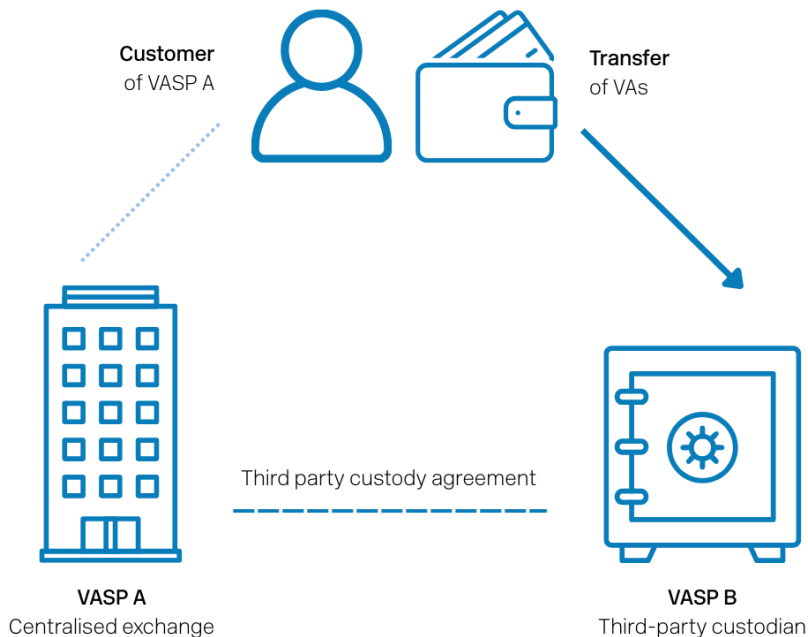 Customer
of VASP A
Transfer
of VAs
Third party custody agreement
VASP A
Centralised exchange
VASP B
Third-party custodian